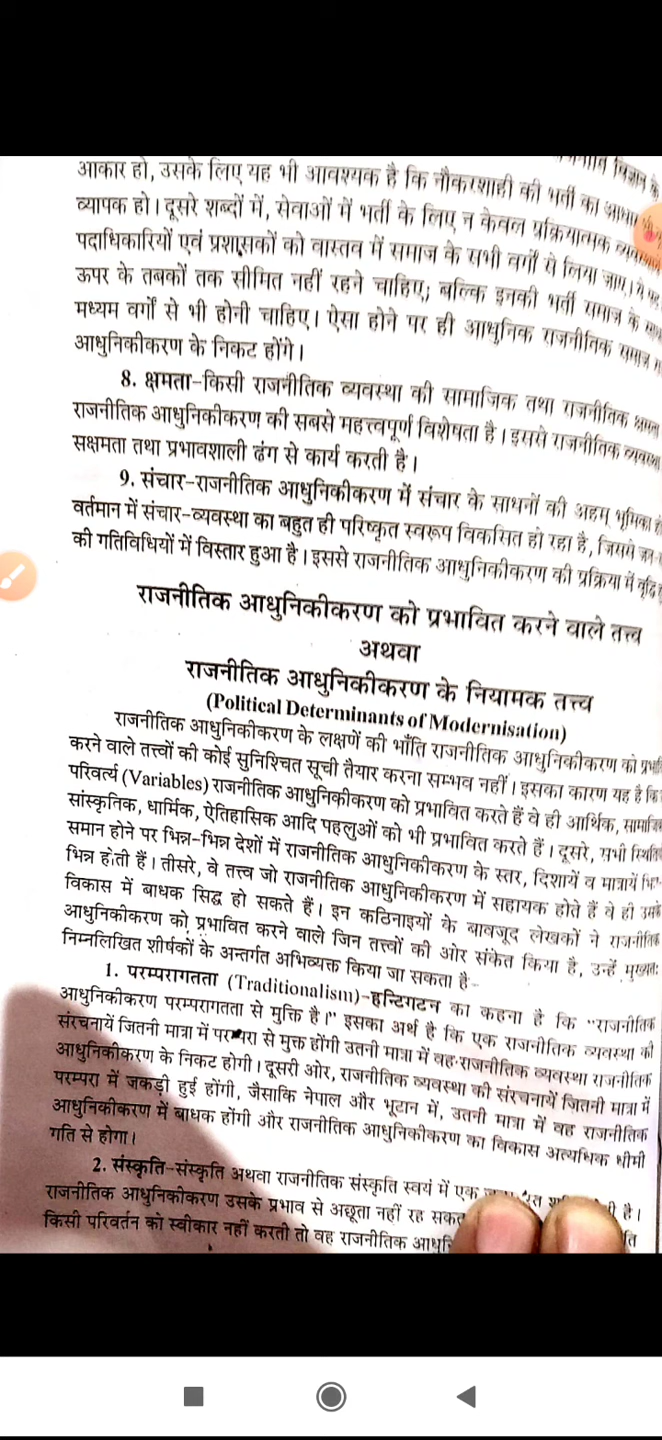 आकार हो, उसके लिए यह भी आवश्यक है कि नौकरशाही की भर्ती का आधार
व्यापक हो। दूसरे शब्दों में, सेवाओं में भर्ती के लिए न केवल प्रक्रियात्मक
पदाधिकारियों एवं प्रशासकों को वास्तव में समाज के सभी वर्गों से लिया जाए।
ऊपर के तबकों तक सीमित नहीं रहने चाहिए; बल्कि इनकी भर्ती समाज के
मध्यम वर्गों से भी होनी चाहिए। ऐसा होने पर ही आधुनिक राजनीतिक समाज
आधुनिकीकरण के निकट होंगे।
8. क्षमता-किसी राजनीतिक व्यवस्था की सामाजिक तथा राजनीतिक क्षमता
राजनीतिक आधुनिकीकरण की सबसे महत्त्वपूर्ण विशेषता है। इससे राजनीतिक व्यवस्था
सक्षमता तथा प्रभावशाली ढंग से कार्य करती है।
9. संचार-राजनीतिक आधुनिकीकरण में संचार के साधनों की अहम् भूमिका
वर्तमान में संचार-व्यवस्था का बहुत ही परिष्कृत स्वरूप विकसित हो रहा है, जिससे
की गतिविधियों में विस्तार हुआ है। इससे राजनीतिक आधुनिकीकरण की प्रक्रिया में वृद्धि
राजनीतिक आधुनिकीकरण को प्रभावित करने वाले तत्त्व
अथवा
राजनीतिक आधुनिकीकरण के नियामक तत्त्व
(Political Determinants of Modernisation)
राजनीतिक आधुनिकीकरण के लक्षणें की भाँति राजनीतिक आधुनिकीकरण को
करने वाले तत्त्वों की कोई सुनिश्चित सूची तैयार करना सम्भव नहीं। इसका कारण यह है कि
परिवर्त्य (Variables) राजनीतिक आधुनिकीकरण को प्रभावित करते हैं वे ही आर्थिक,
सांस्कृतिक, धार्मिक, ऐतिहासिक आदि पहलुओं को भी प्रभावित करते हैं। दूसरे, सभी
समान होने पर भिन्न-भिन्न देशों में राजनीतिक आधुनिकीकरण के स्तर, दिशायें व मात्रायें
भिन्न होती हैं। तीसरे, वे तत्त्व जो राजनीतिक आधुनिकीकरण में सहायक होते हैं वे ही उसके
विकास में बाधक सिद्ध हो सकते हैं। इन कठिनाइयों के बावजूद लेखकों ने राजनीतिक
आधुनिकीकरण को प्रभावित करने वाले जिन तत्त्वों की ओर संकेत किया है, उन्हें मुख्यतः
निम्नलिखित शीर्षकों के अन्तर्गत अभिव्यक्त किया जा सकता है-
1. परम्परागतता (Traditionalism)-हन्टिगटन का कहना है कि "राजनीतिक
आधुनिकीकरण परम्परागतता से मुक्ति है।" इसका अर्थ है कि एक राजनीतिक व्यवस्था की
संरचनायें जितनी मात्रा में परम्परा से मुक्त होंगी उतनी मात्रा में वह राजनीतिक व्यवस्था राजनीतिक
आधुनिकीकरण के निकट होगी। दूसरी ओर, राजनीतिक व्यवस्था की संरचनायें जितनी मात्रा में
परम्परा में जकड़ी हुई होंगी, जैसाकि नेपाल और भूटान में, उतनी मात्रा में वह राजनीतिक
आधुनिकीकरण में बाधक होंगी और राजनीतिक आधुनिकीकरण का विकास अत्यधिक धीमी
गति से होगा।
2. संस्कृति-संस्कृति अथवा राजनीतिक संस्कृति स्वयं में एक है।
राजनीतिक आधुनिकीकरण उसके प्रभाव से अछूता नहीं रह
किसी परिवर्तन को स्वीकार नहीं करती तो वह राजनीतिक